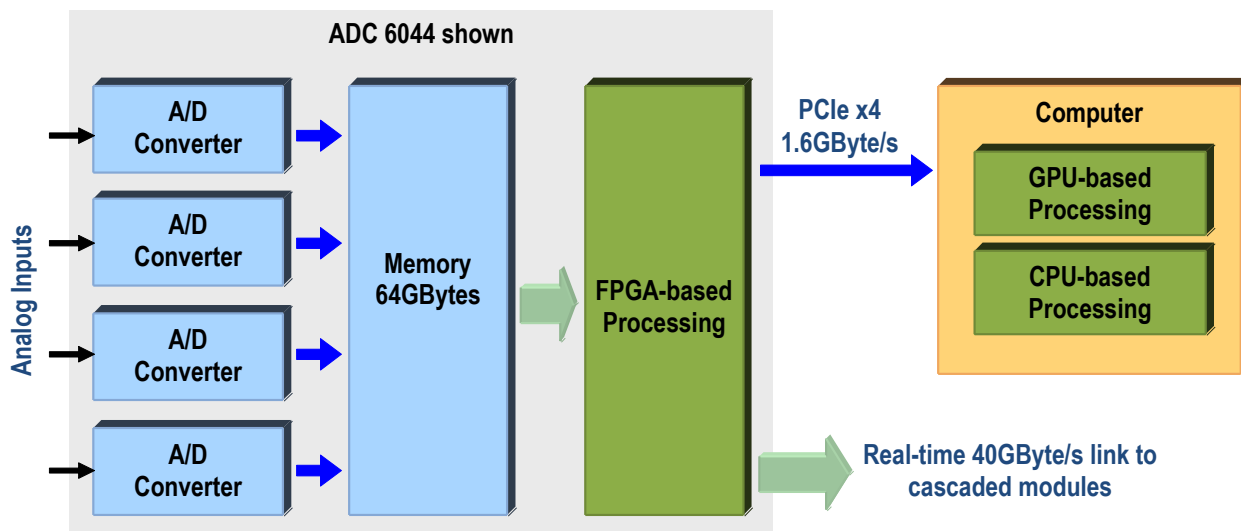 ADC 6044 shown
Analog Inputs
A/D
Converter
A/D
Converter
A/D
Converter
A/D
Converter
Memory
64GBytes
FPGA-based
Processing
PCIe x4
1.6GByte/s
Computer
GPU-based
Processing
CPU-based
Processing
Real-time 40GByte/s link to
cascaded modules